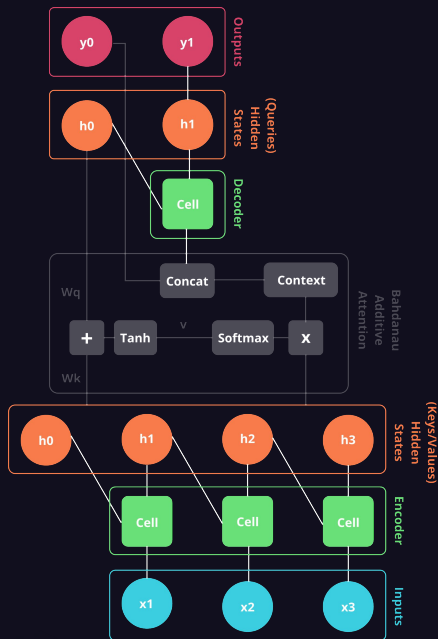 y0
y1
Outputs
h0
h1
(Queries)
Hidden
States
Cell
Decoder
Concat
Context
Wq
+
Tanh
v
Softmax
x
Wk
Bahdanau
Additive
Attention
h0
h1
h2
h3
(Keys/Values)
Hidden
States
Cell
Cell
Cell
Encoder
x1
x2
x3
Inputs